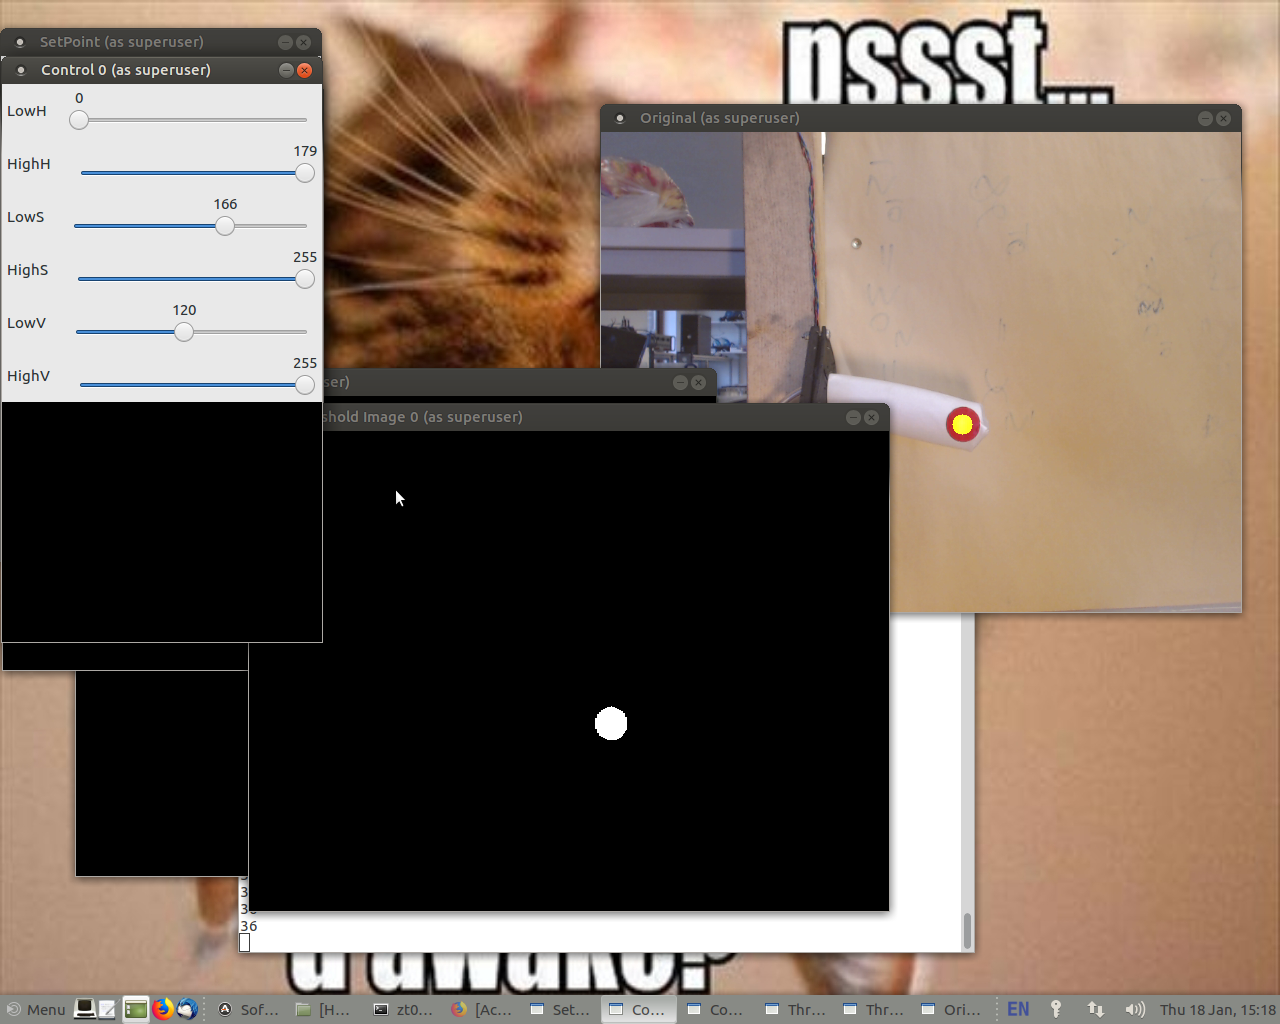 pssst...
SetPoint (as superuser)
Control 0 (as superuser)
LowH
0
HighH
179
LowS
166
HighS
255
LowV
120
HighV
255
Original (as superuser)
ser)
shold Image 0 (as superuser)
36
Menu
Sof...
[H...
zt0...
[Ac...
Set...
Co...
Co...
Thr...
Thr...
Ori...
EN
Thu 18 Jan, 15:18